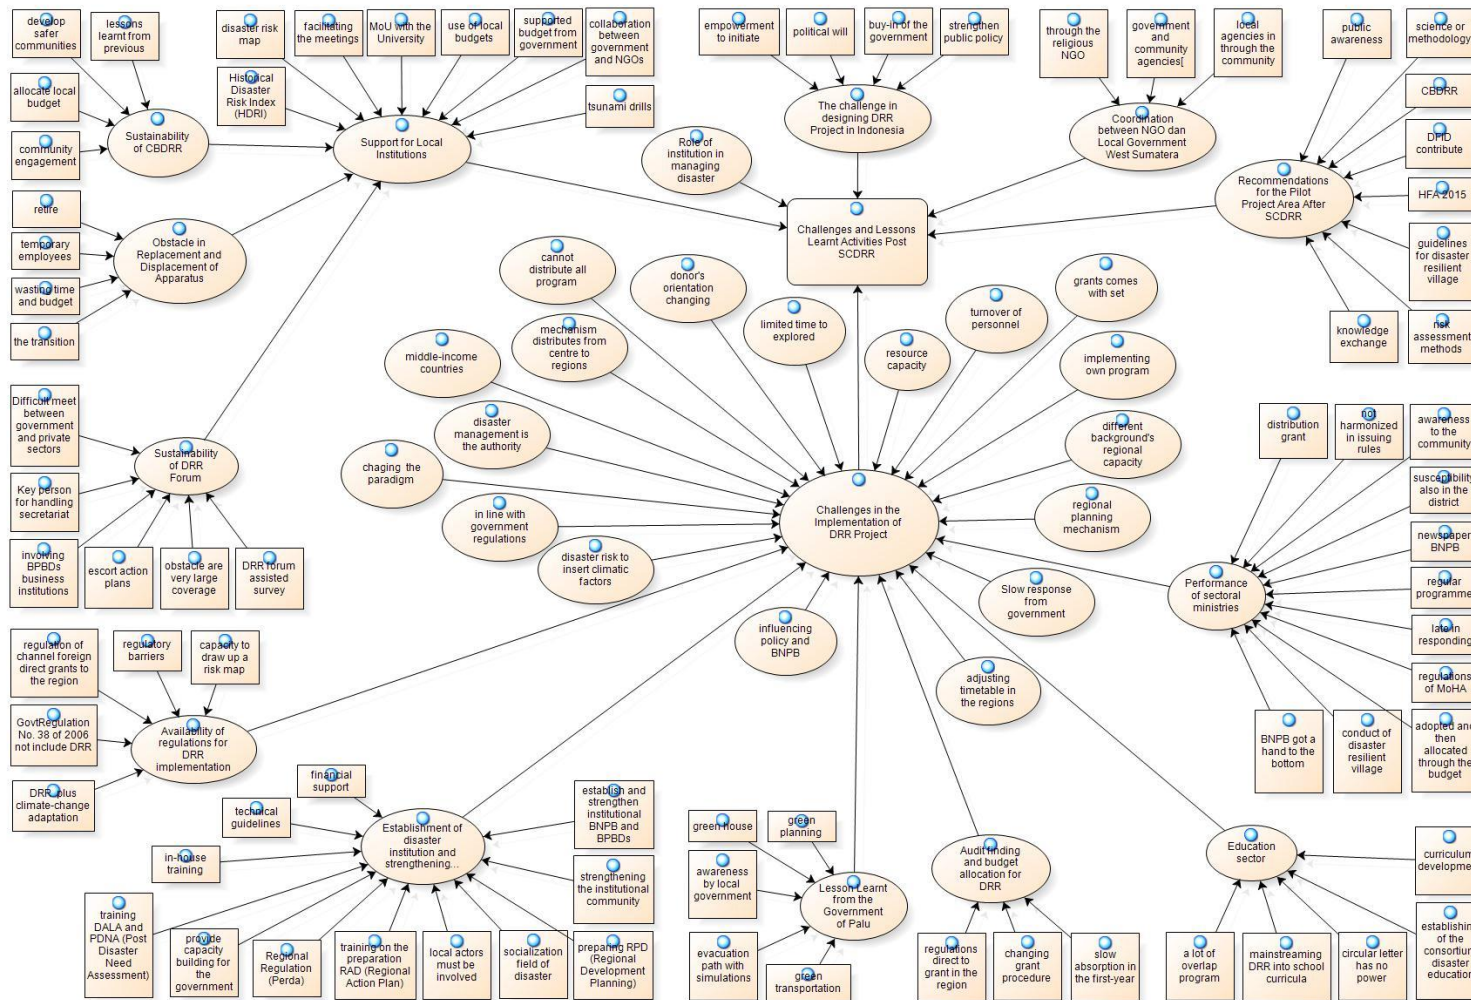 develop
safer
communities
lessons
learnt from
previous
allocate local
budget
community
engagement
Sustainability
of CBDRR
disaster risk
map
facilitating
the meetings
MoU with the
University
use of local
budgets
supported
budget from
government
collaboration
between
government
and NGOs
Historical
Disaster
Risk Index
(HDRI)
tsunami drills
Support for Local
Institutions
empowerment
to initiate
political will
buy-in of the
government
strengthen
public policy
The challenge in
designing DRR
Project in Indonesia
Role of
institution in
managing
disaster
through the
religious
NGO
government
and
community
agencies[
local
agencies in
through the
community
Coordination
between NGO dan
Local Government
West Sumatera
public
awareness
science or
methodology
CBDRR
DFID
contribute
HFA 2015
guidelines
for disaster
resilient
village
risk
assessment
methods
knowledge
exchange
Recommendations
for the Pilot
Project Area After
SCDRR
Challenges and Lessons
Learnt Activities Post
SCDRR
retire
temporary
employees
wasting time
and budget
the transition
Obstacle in
Replacement and
Displacement of
Apparatus
cannot
distribute all
program
donor's
orientation
changing
limited time to
explored
resource
capacity
turnover of
personnel
grants comes
with set
mechanism
distributes from
centre to
regions
middle-income
countries
implementing
own program
disaster
management is
the authority
different
background's
regional
capacity
chaging the
paradigm
regional
planning
mechanism
in line with
government
regulations
disaster risk to
insert climatic
factors
Challenges in the
Implementation of
DRR Project
Slow response
from
government
influencing
policy and
BNPB
adjusting
timetable in
the regions
Difficult meet
between
government
and private
sectors
Key person
for handling
secretariat
involving
BPBDs
business
institutions
escort action
plans
obstacle are
very large
coverage
DRR forum
assisted
survey
Sustainability
of DRR
Forum
distribution
grant
not
harmonized
in issuing
rules
awareness
to the
community
susceptibility
also in the
district
newspaper
BNPB
regular
programme
late in
responding
regulations
of MoHA
adopted and
then
allocated
through the
budget
conduct of
disaster
resilient
village
BNPB got a
hand to the
bottom
Performance
of sectoral
ministries
regulation of
channel foreign
direct grants to
the region
regulatory
barriers
capacity to
draw up a
risk map
GovtRegulation
No. 38 of 2006
not include DRR
DRR plus
climate-change
adaptation
Availability of
regulations for
DRR
implementation
financial
support
technical
guidelines
in-house
training
training
DALA and
PDNA (Post
Disaster
Need
Assessment)
provide
capacity
building for
the
government
Regional
Regulation
(Perda)
training on the
preparation
RAD (Regional
Action Plan)
local actors
must be
involved
socialization
field of
disaster
preparing RPD
(Regional
Development
Planning)
strengthening
the institutional
community
establish and
strengthen
institutional
BNPB and
BPBDs
Establishment of
disaster
institution and
strengthening...
green house
green
planning
awareness
by local
government
evacuation
path with
simulations
green
transportation
Lesson Learnt
from the
Government
of Palu
Audit finding
and budget
allocation for
DRR
regulations
direct to
grant in the
region
changing
grant
procedure
slow
absorption in
the first-year
Education
sector
curriculum
a lot of
overlap
program
mainstreaming
DRR into school
curricula
circular letter
has no
power
of the
disaster